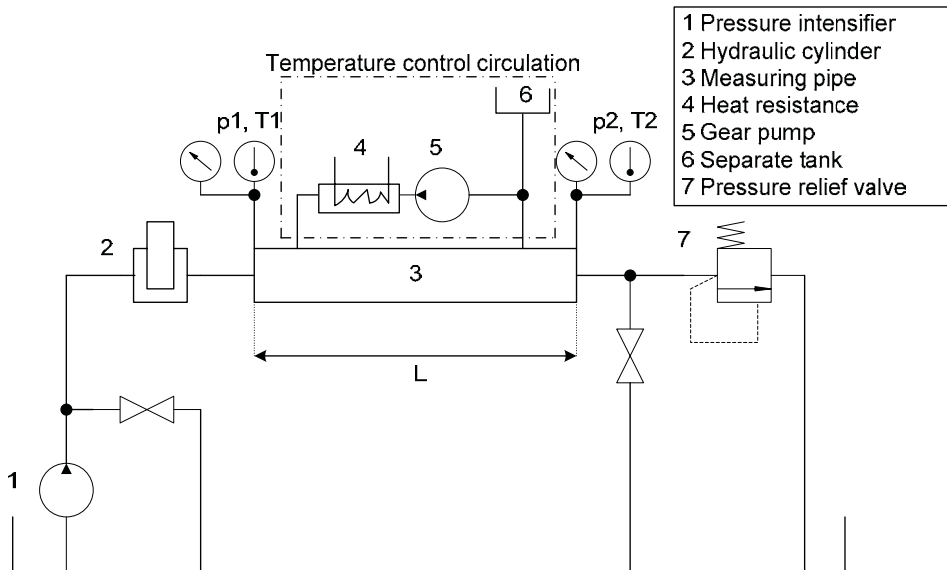 1 Pressure intensifier
2 Hydraulic cylinder
3 Measuring pipe
4 Heat resistance
5 Gear pump
6 Separate tank
7 Pressure relief valve
Temperature control circulation
6
p1, T1
p2, T2
4
5
2
7
3
L
1